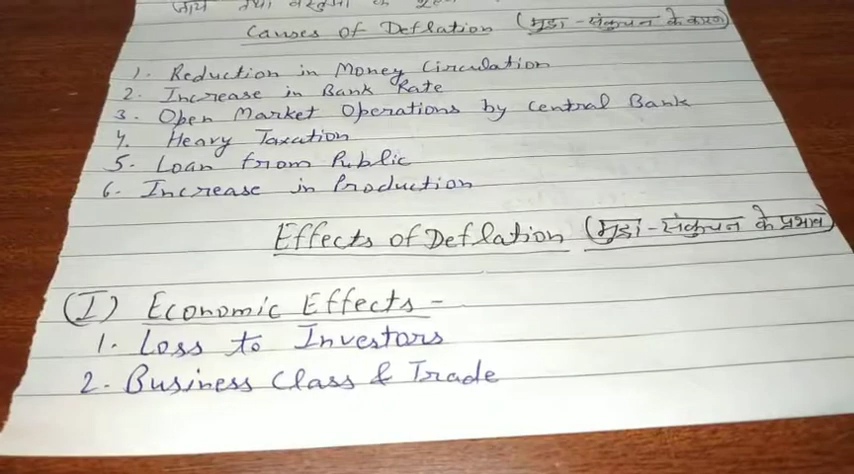 तथा वस्तुओं के
Causes of Deflation (मुद्रा-संकुचन के कारण)
1. Reduction in Money Circulation
2. Increase in Bank Rate
3. Open Market Operations by Central Bank
4. Heavy Taxation
5. Loan from Public
6. Increase in Production
Effects of Deflation (मुद्रा-संकुचन के प्रभाव)
(I) Economic Effects -
1. Loss to Investors
2. Business Class & Trade